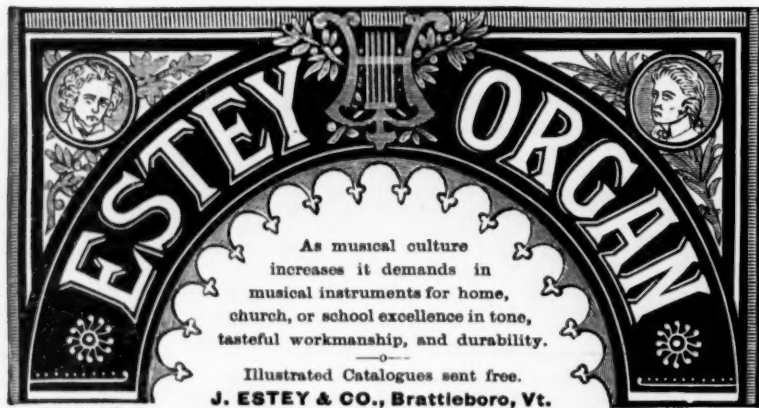 ESTEY ORGAN
As musical culture
increases it demands in
musical instruments for home,
church, or school excellence in tone,
tasteful workmanship, and durability.
Illustrated Catalogues sent free.
J. ESTEY & CO., Brattleboro, Vt.